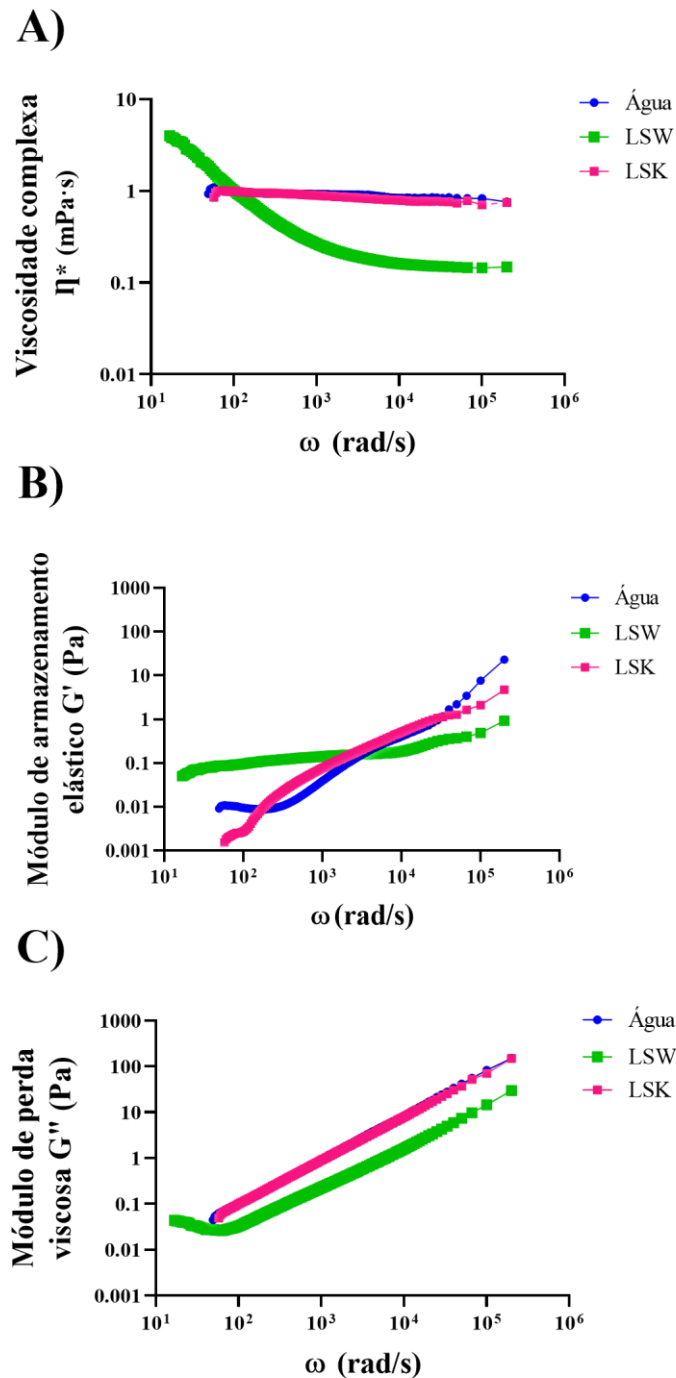 A)
Viscosidade complexa
η* (mPa·s)
10
1
0.1
0.01
10¹ 10² 10³ 10⁴ 10⁵ 10⁶
ω (rad/s)
Água
LSW
LSK
B)
Módulo de armazenamento
elástico G' (Pa)
1000
100
10
1
0.1
0.01
0.001
10¹ 10² 10³ 10⁴ 10⁵ 10⁶
ω(rad/s)
Água
LSW
LSK
C)
Módulo de perda
viscosa G" (Pa)
1000
100
10
1
0.1
0.01
0.001
10¹ 10² 10³ 10⁴ 10⁵ 10⁶
ω (rad/s)
Água
LSW
LSK